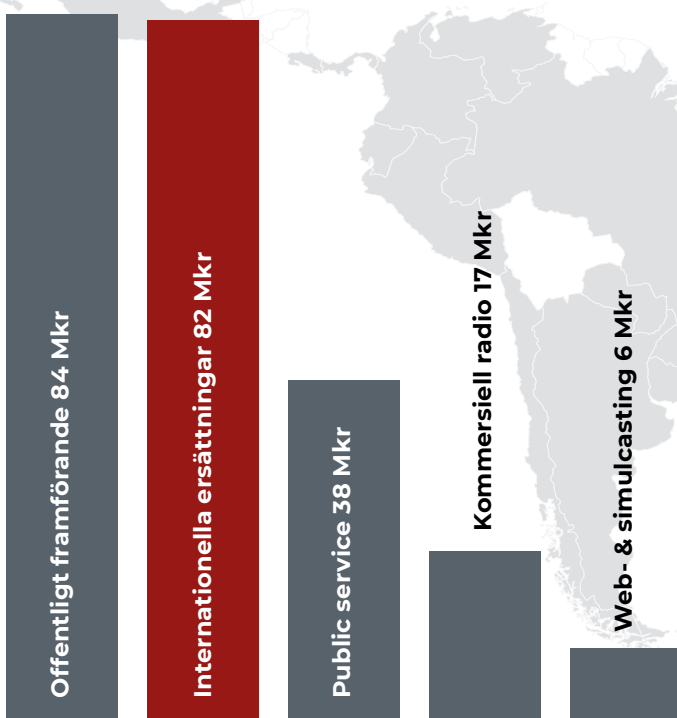 Offentligt framförande 84 Mkr
Internationella ersättningar 82 Mkr
Public service 38 Mkr
Kommersiell radio 17 Mkr
Web- & simulcasting 6 Mkr